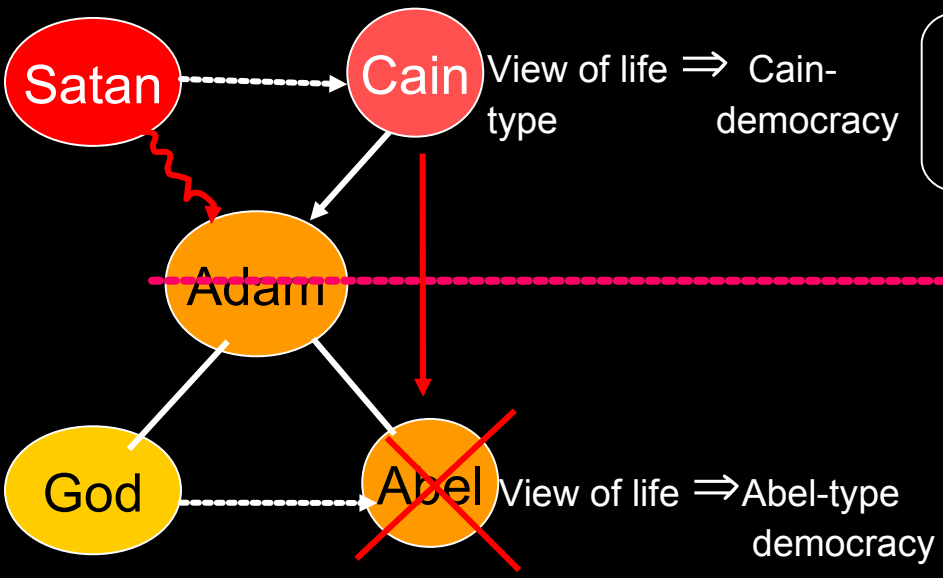 Satan
Cain
View of life ⇒ Cain-
type democracy
Adam
God
Abel
View of life ⇒Abel-type
democracy